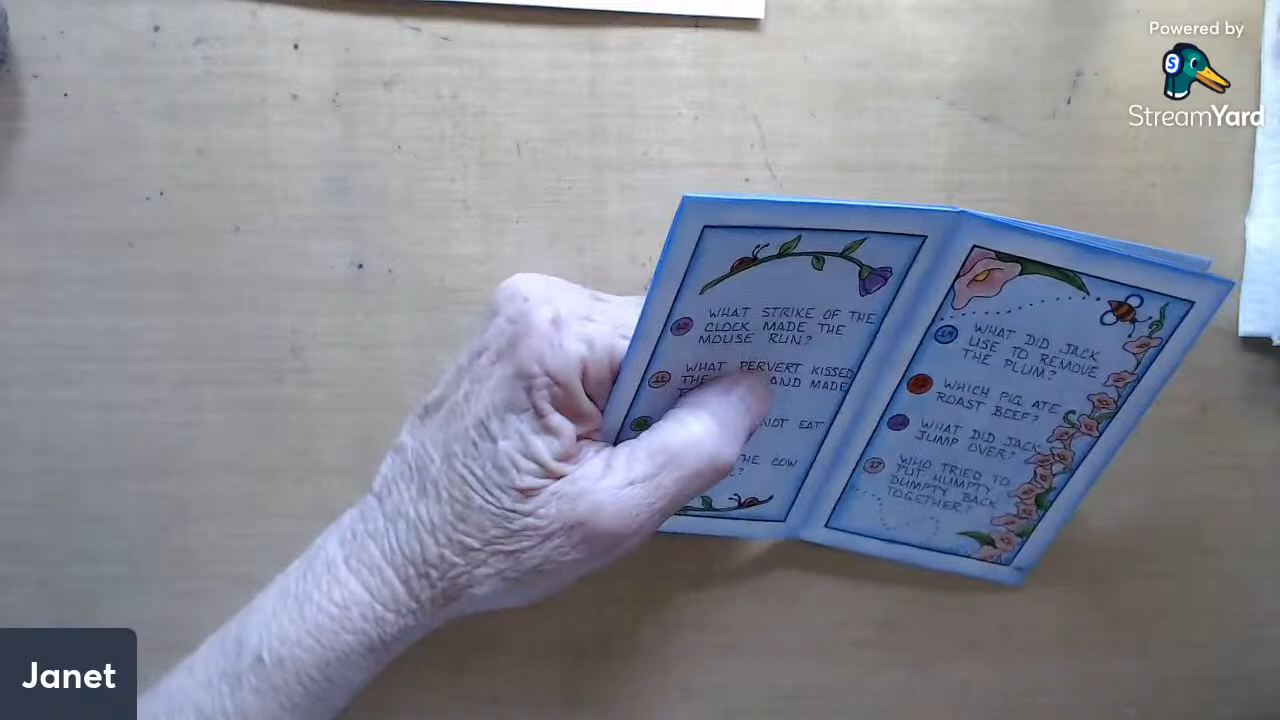 Powered by
StreamYard
WHAT STRIKE OF THE
CLOCK MADE THE
MOUSE RUN?
WHAT PERVERT KISSED
THE AND MADE
NOT EAT
THE COW
WHAT DID JACK
USE TO REMOVE
THE PLUM?
WHICH PIG ATE
ROAST BEEF?
WHAT DID JACK
JUMP OVER?
17 WHO TRIED TO
PUT HUMPTY
DUMPTY BACK
TOGETHER?
Janet